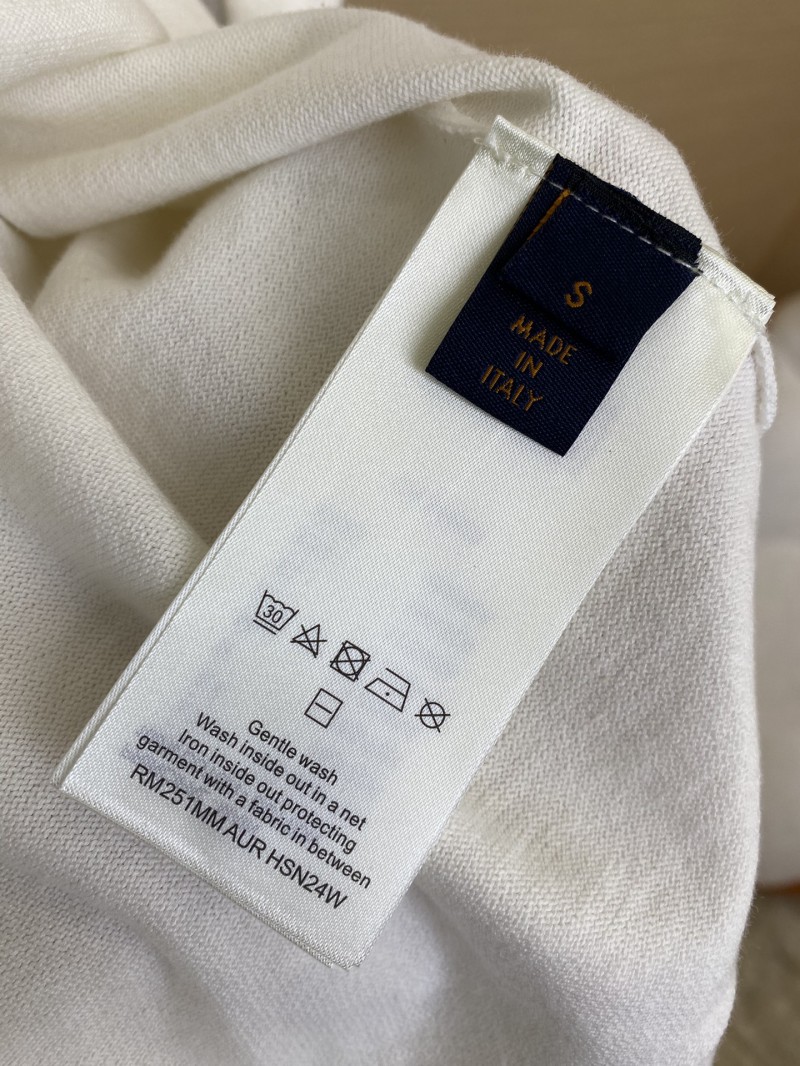 S
MADE
IN
ITALY
30
Gentle wash
Wash inside out in a net
Iron inside out protecting
garment with a fabric in between
RM251MM AUR HSN24W